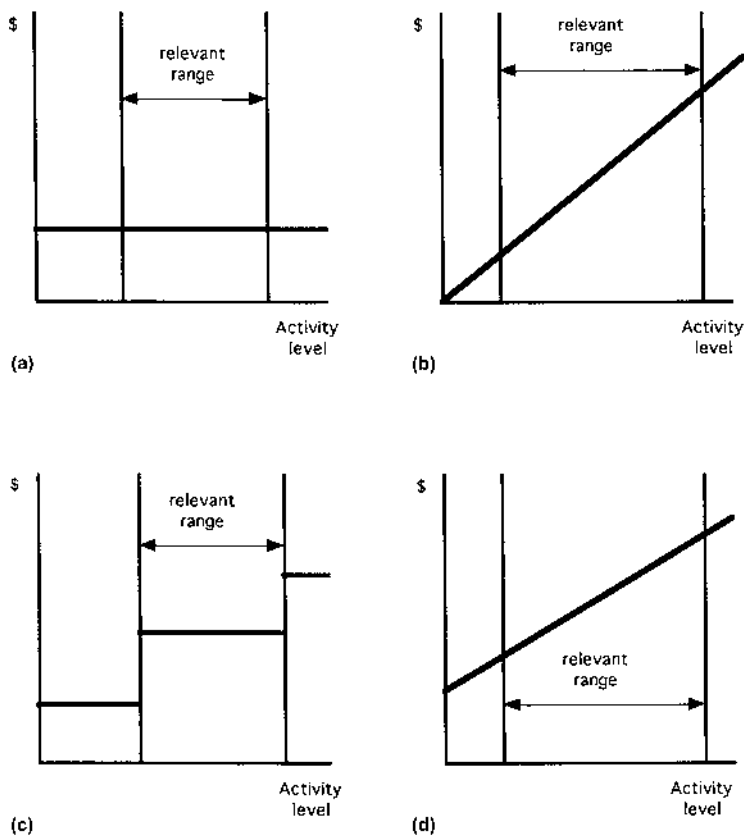 $
relevant
range
Activity
level
(a)
$
relevant
range
Activity
level
(b)
$
relevant
range
Activity
level
(c)
$
relevant
range
Activity
level
(d)